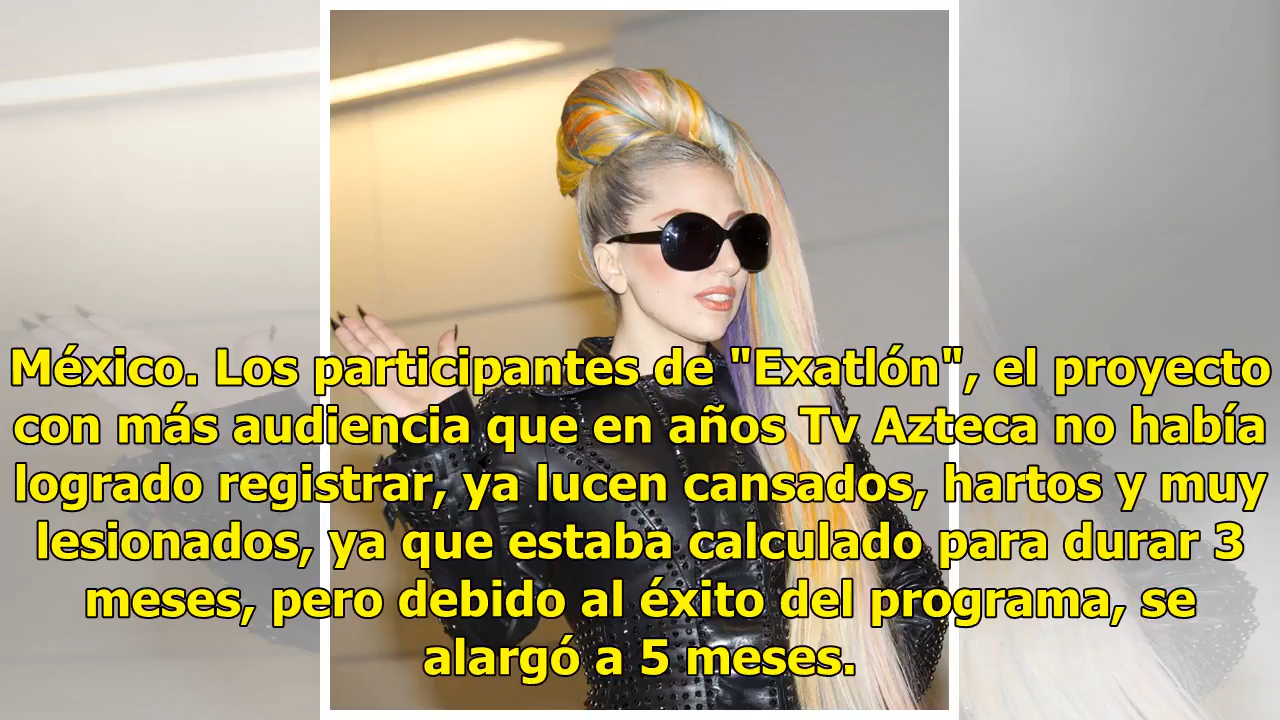 México. Los participantes de "Exatlón", el proyecto
con más audiencia que en años Tv Azteca no había
logrado registrar, ya lucen cansados, hartos y muy
lesionados, ya que estaba calculado para durar 3
meses, pero debido al éxito del programa, se
alargó a 5 meses.